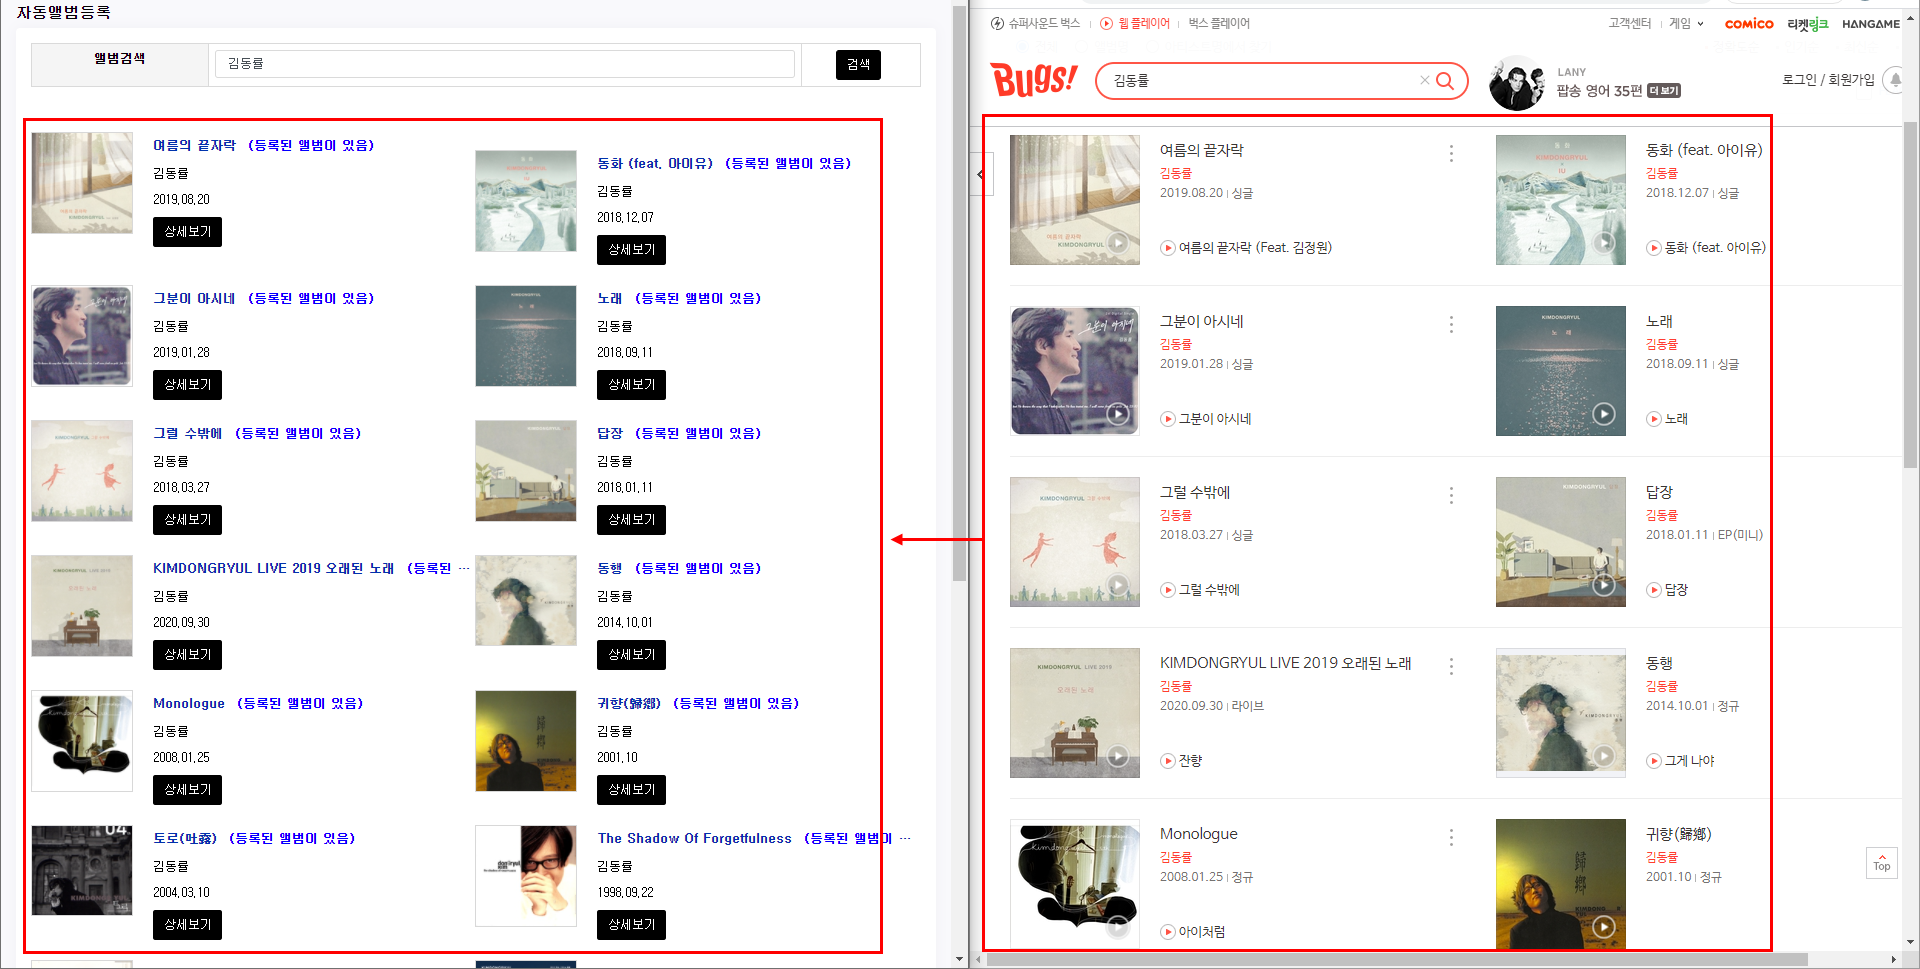 자동앨범등록
앨범검색
김동률
검색
여름의 끝자락 (등록된 앨범이 있음)
김동률
2019.08.20
상세보기
동화 (feat. 아이유) (등록된 앨범이 있음)
김동률
2018.12.07
상세보기
그분이 아시네 (등록된 앨범이 있음)
김동률
2019.01.28
상세보기
노래 (등록된 앨범이 있음)
김동률
2018.09.11
상세보기
그럴 수밖에 (등록된 앨범이 있음)
김동률
2018.03.27
상세보기
답장 (등록된 앨범이 있음)
김동률
2018.01.11
상세보기
KIMDONGRYUL LIVE 2019 오래된 노래 (등록된 ...
김동률
2020.09.30
상세보기
동행 (등록된 앨범이 있음)
김동률
2014.10.01
상세보기
Monologue (등록된 앨범이 있음)
김동률
2008.01.25
상세보기
귀향(歸鄕) (등록된 앨범이 있음)
김동률
2001.10
상세보기
토로(吐露) (등록된 앨범이 있음)
김동률
2004.03.10
상세보기
The Shadow Of Forgetfulness (등록된 앨범이 ...
김동률
1998.09.22
상세보기
슈퍼사운드 벅스
웹 플레이어
벅스 플레이어
고객센터
게임
COMICO
티켓링크
HANGAME
Bugs!
김동률
LANY
팝송 영어 35편 더 보기
로그인 / 회원가입
여름의 끝자락
김동률
2019.08.20 | 싱글
여름의 끝자락 (Feat. 김정원)
동화 (feat. 아이유)
김동률
2018.12.07 | 싱글
동화 (feat. 아이유)
그분이 아시네
김동률
2019.01.28 | 싱글
그분이 아시네
노래
김동률
2018.09.11 | 싱글
노래
그럴 수밖에
김동률
2018.03.27 | 싱글
그럴 수밖에
답장
김동률
2018.01.11 | EP(미니)
답장
KIMDONGRYUL LIVE 2019 오래된 노래
김동률
2020.09.30 | 라이브
잔향
동행
김동률
2014.10.01 | 정규
그게 나야
Monologue
김동률
2008.01.25 | 정규
아이처럼
귀향(歸鄕)
김동률
2001.10 | 정규
Top